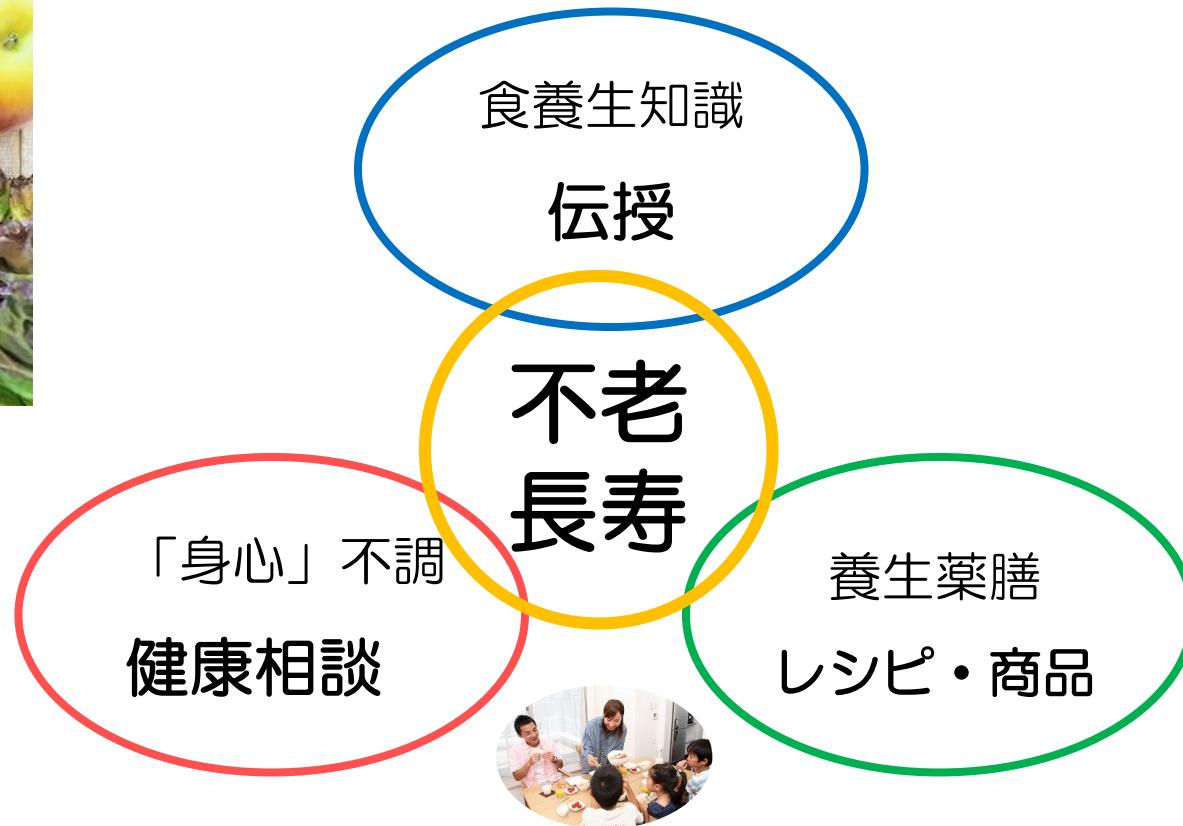 食養生知識
伝授
不老
長寿
「身心」不調
健康相談
養生薬膳
レシピ・商品